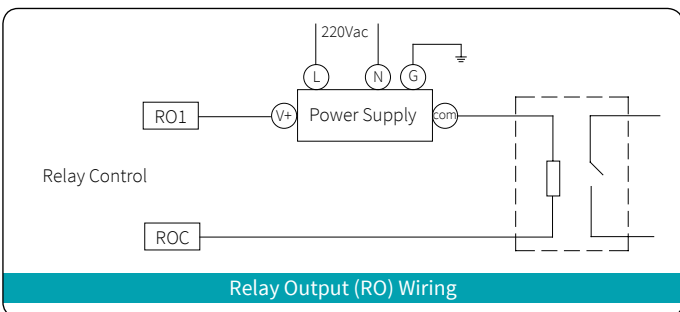 220Vac
L
N
G
RO1
V+
Power Supply
com
Relay Control
ROC
Relay Output (RO) Wiring